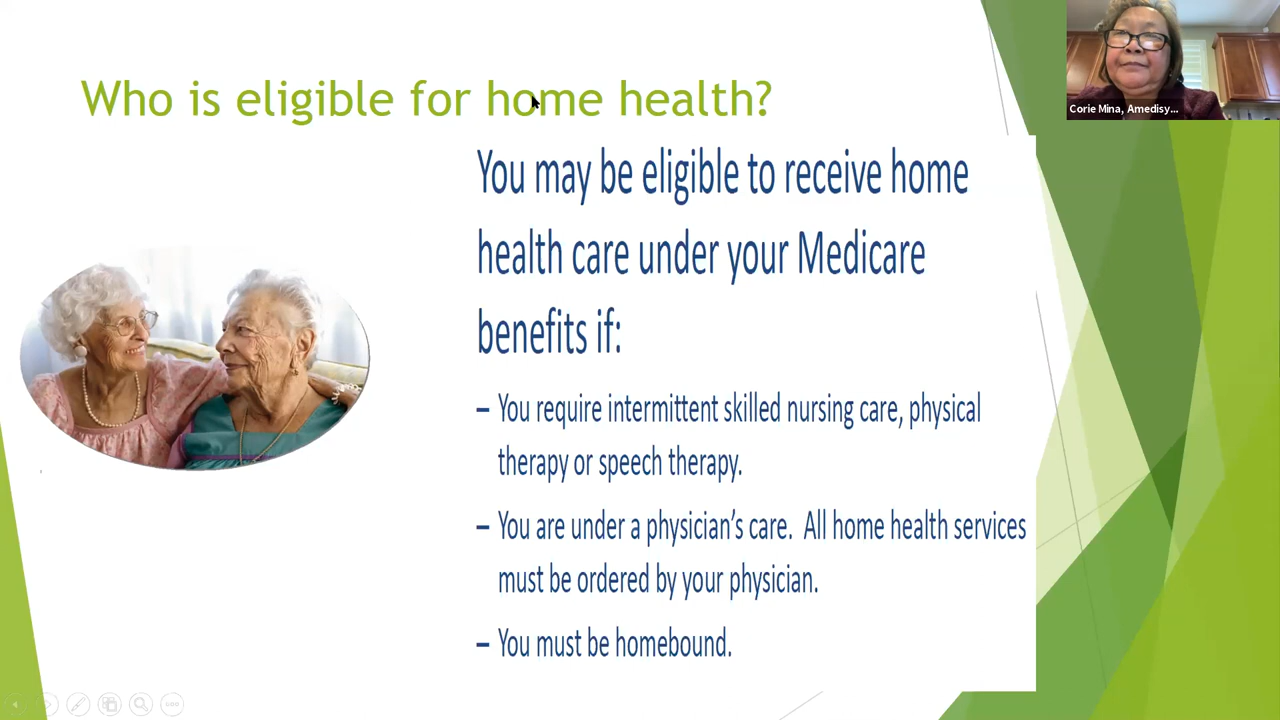 Who is eligible for home health?
Corie Mina, Amedisy...
You may be eligible to receive home
health care under your Medicare
benefits if:
– You require intermittent skilled nursing care, physical
therapy or speech therapy.
– You are under a physician’s care.  All home health services
must be ordered by your physician.
– You must be homebound.